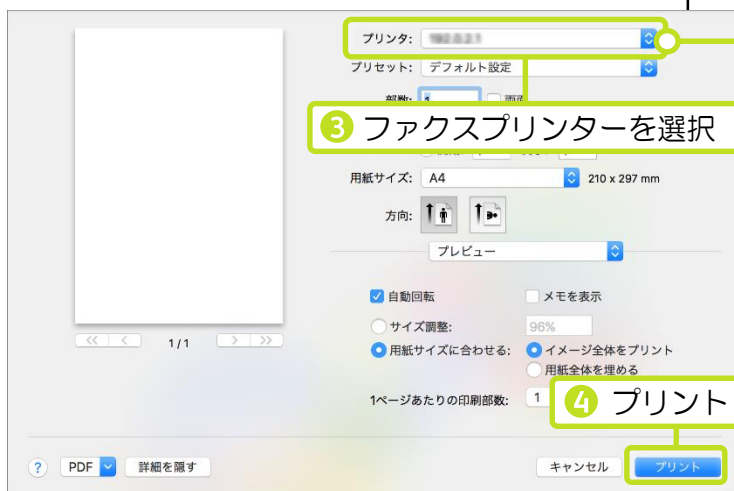 プリンタ: 192.0.2.1
プリセット: デフォルト設定
部数: 1
❸ ファクスプリンターを選択
用紙サイズ: A4 210 x 297 mm
方向:
プレビュー
自動回転 メモを表示
サイズ調整: 96%
用紙サイズに合わせる: イメージ全体をプリント
用紙全体を埋める
<< < 1 / 1 > >>
1ページあたりの印刷部数: 1
❹ プリント
? PDF 詳細を隠す キャンセル プリント